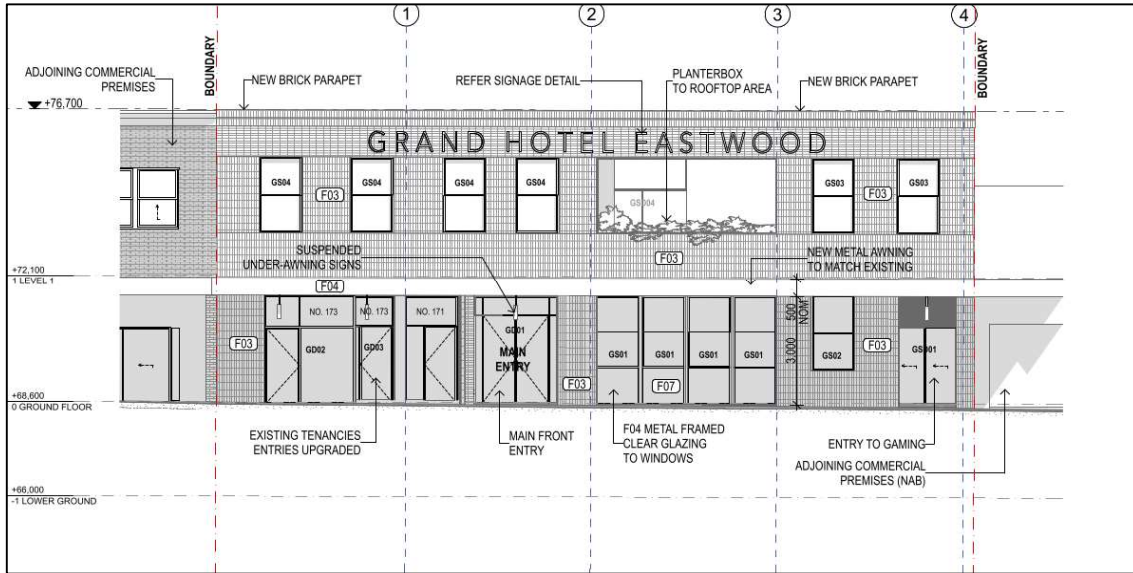 1
2
3
4
BOUNDARY
BOUNDARY
ADJOINING COMMERCIAL
PREMISES
NEW BRICK PARAPET
REFER SIGNAGE DETAIL
PLANTERBOX
TO ROOFTOP AREA
NEW BRICK PARAPET
+76,700
GRAND HOTEL EASTWOOD
GS04
F03
GS04
GS04
GS04
GS03
F03
GS03
SUSPENDED
UNDER-AWNING SIGNS
F03
NEW METAL AWNING
TO MATCH EXISTING
+72,100
1 LEVEL 1
F04
500
NOM
NO. 173
NO. 173
NO. 171
GD01
MAIN
ENTRY
F03
GD02
GD03
GS01
GS01
GS01
GS01
3,000
GS02
F03
F03
F07
+68,600
0 GROUND FLOOR
EXISTING TENANCIES
ENTRIES UPGRADED
MAIN FRONT
ENTRY
F04 METAL FRAMED
CLEAR GLAZING
TO WINDOWS
ENTRY TO GAMING
ADJOINING COMMERCIAL
PREMISES (NAB)
+66,000
-1 LOWER GROUND